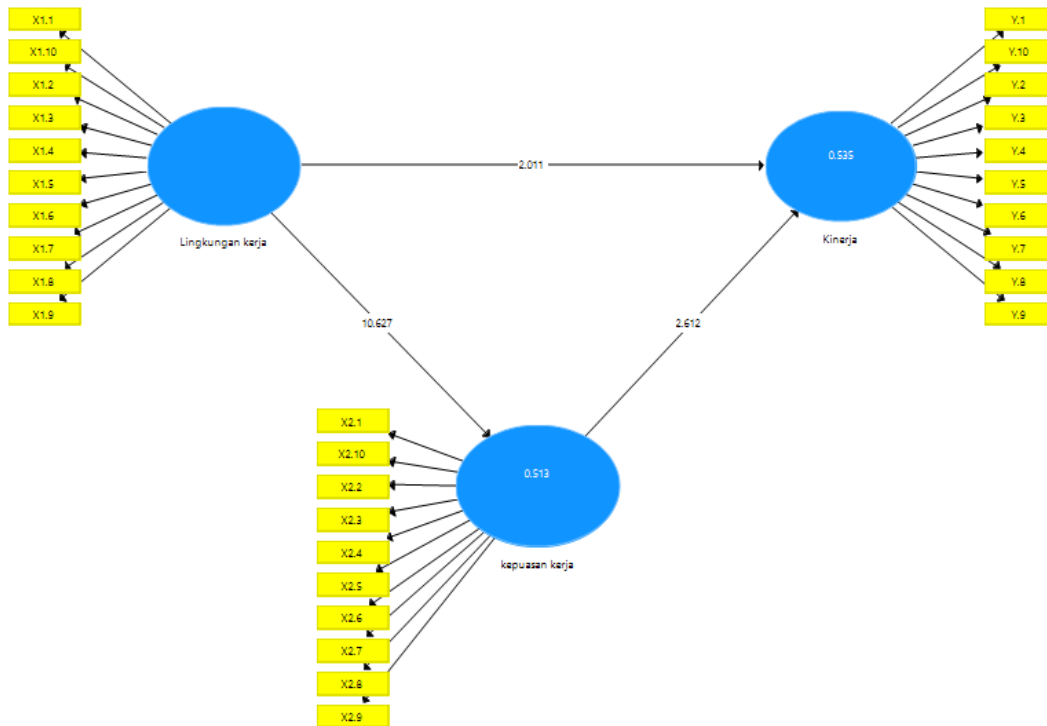 X1.1
X1.10
X1.2
X1.3
X1.4
X1.5
X1.6
X1.7
X1.8
X1.9
Lingkungan kerja
2.011
10.627
2.612
0.535
Kinerja
Y.1
Y.10
Y.2
Y.3
Y.4
Y.5
Y.6
Y.7
Y.8
Y.9
X2.1
X2.10
X2.2
X2.3
X2.4
X2.5
X2.6
X2.7
X2.8
X2.9
0.513
kepuasan kerja